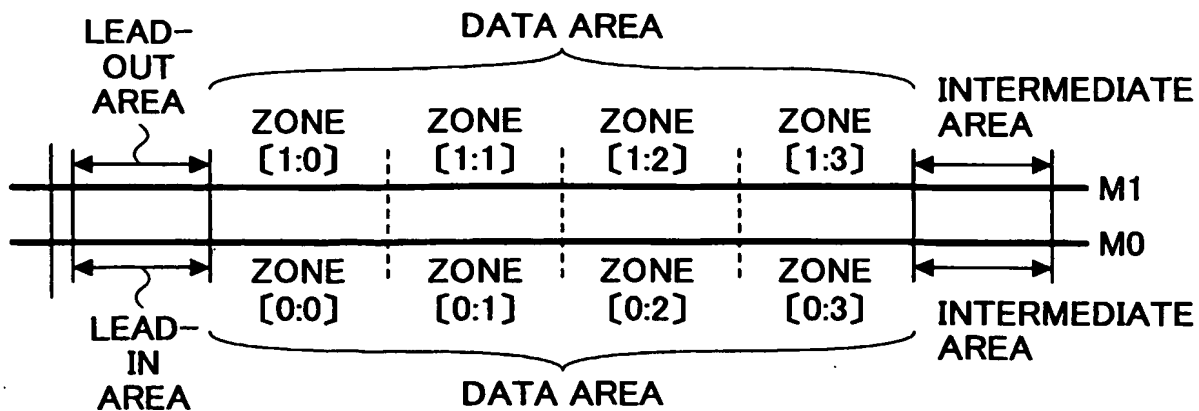 DATA AREA
LEAD-
OUT
AREA
INTERMEDIATE
AREA
ZONE
[1:0]
ZONE
[1:1]
ZONE
[1:2]
ZONE
[1:3]
M1
M0
ZONE
[0:0]
ZONE
[0:1]
ZONE
[0:2]
ZONE
[0:3]
LEAD-
IN
AREA
INTERMEDIATE
AREA
DATA AREA